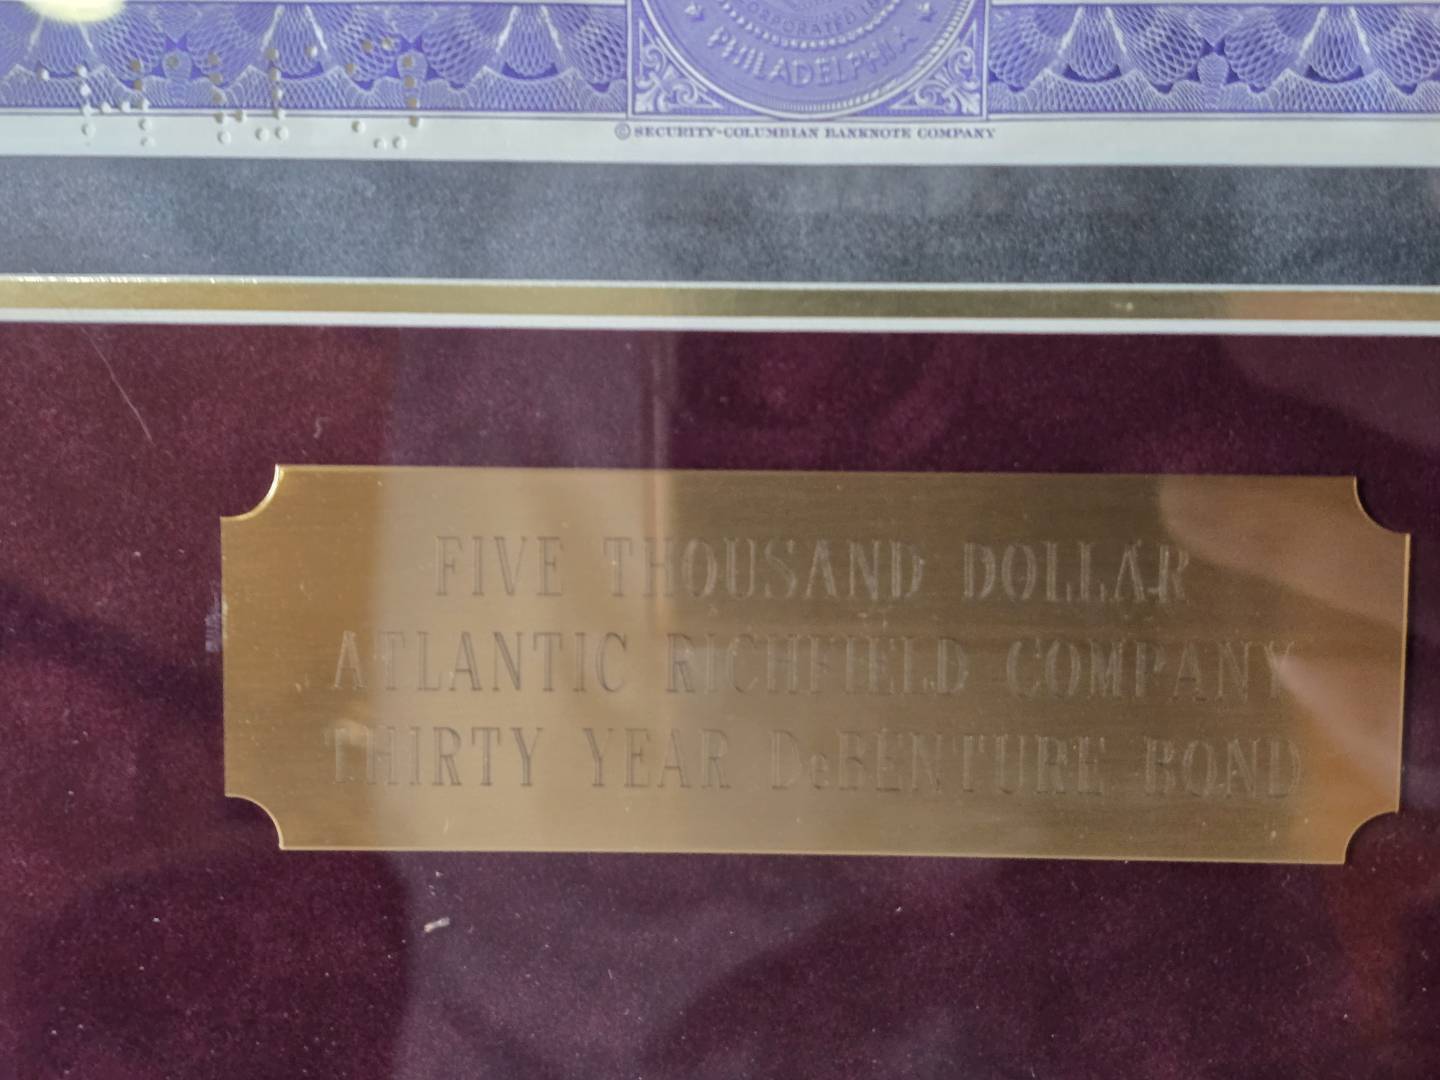 PHILADELPHIA
© SECURITY-COLUMBIAN BANKNOTE COMPANY
FIVE THOUSAND DOLLAR
ATLANTIC RICHFIELD COMPANY
THIRTY YEAR DeBENTURE BOND